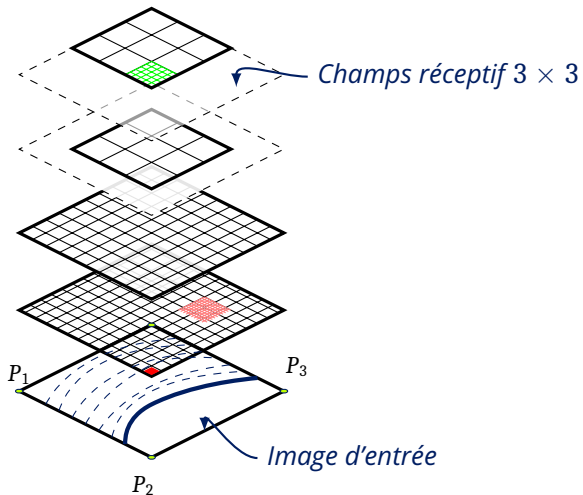 Champs réceptif 3 × 3
P₁
P₃
Image d’entrée
P₂